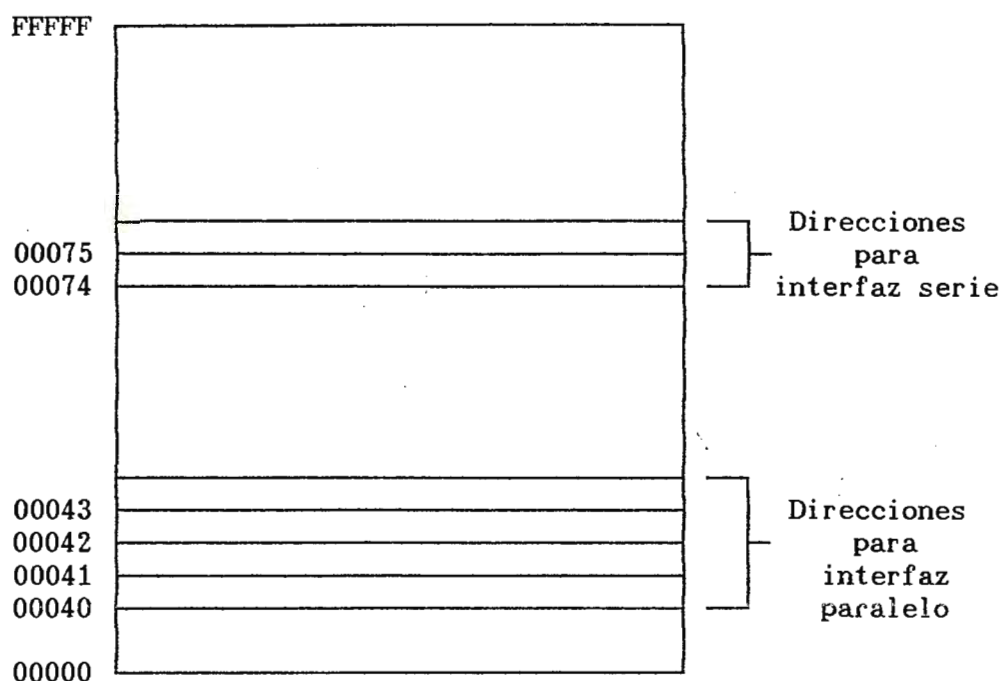 FFFFF
00075
00074
Direcciones
para
interfaz serie
00043
00042
00041
00040
Direcciones
para
interfaz
paralelo
00000